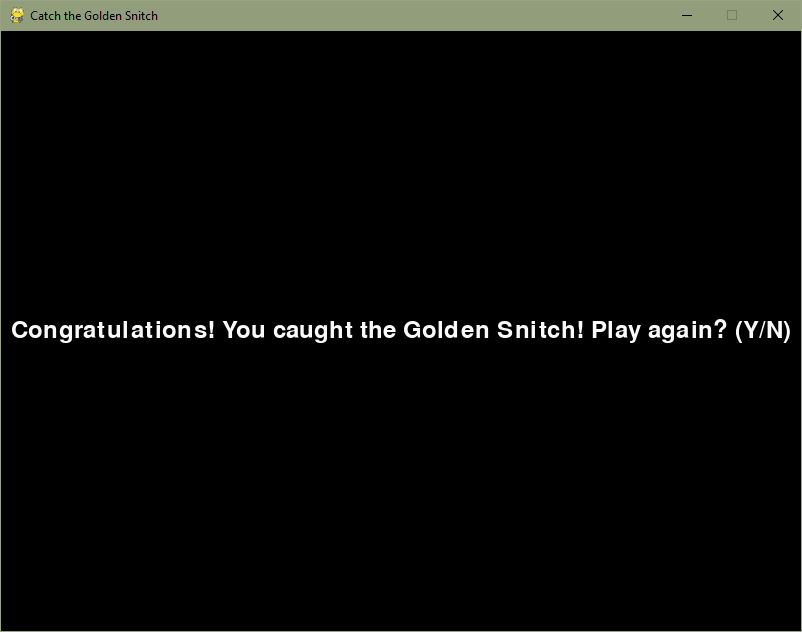 Catch the Golden Snitch
Congratulations! You caught the Golden Snitch! Play again? (Y/N)